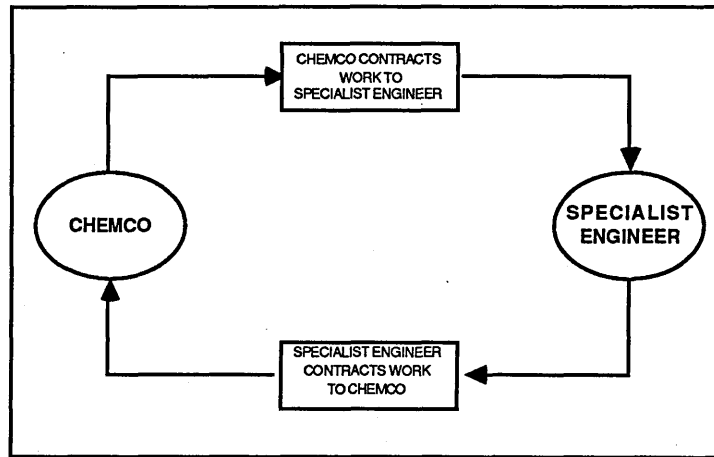 CHEMCO CONTRACTS
WORK TO
SPECIALIST ENGINEER
CHEMCO
SPECIALIST
ENGINEER
SPECIALIST ENGINEER
CONTRACTS WORK
TO CHEMCO